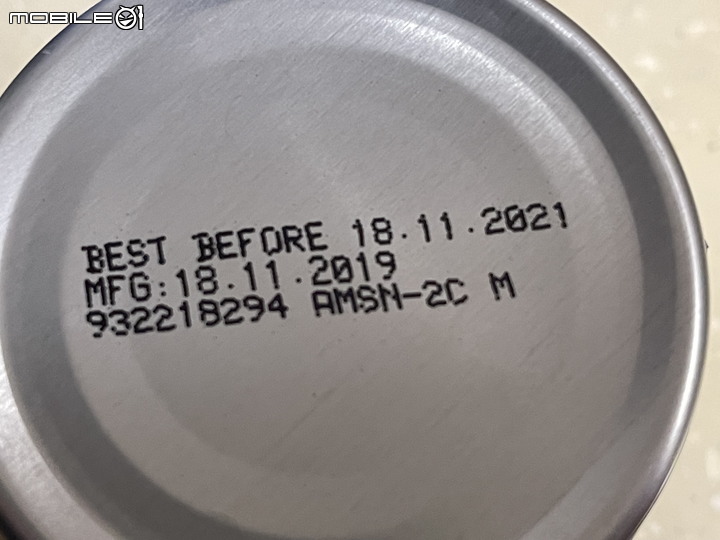 MOBILE01
BEST BEFORE 18.11.2021
MFG:18.11.2019
932218294 AMSN-2C M